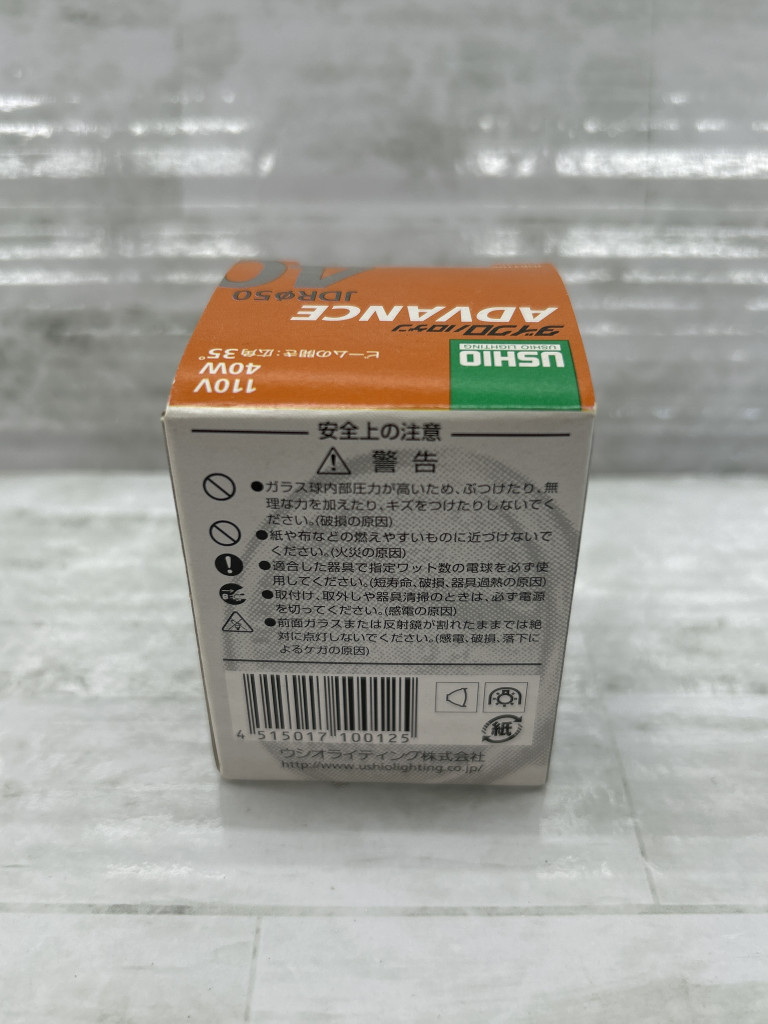 USHIO
USHIO LIGHTING
ダイクロハロゲン
ADVANCE
JDRφ50
ビームの開き:広角35°
110V
40W
安全上の注意
警告
●ガラス球内部圧力が高いため、ぶつけたり、無
理な力を加えたり、キズをつけたりしないでく
ださい。(破損の原因)
●紙や布などの燃えやすいものに近づけないで
ください。(火災の原因)
●適合した器具で指定ワット数の電球を必ず使
用してください。(短寿命、破損、器具過熱の原因)
●取付け、取外しや器具清掃のときは、必ず電源
を切ってください。(感電の原因)
●前面ガラスまたは反射鏡が割れたままでは絶
対に点灯しないでください。(感電、破損、落下に
よるケガの原因)
4 515017 100125
紙
ウシオライティング株式会社
http://www.ushiolighting.co.jp/